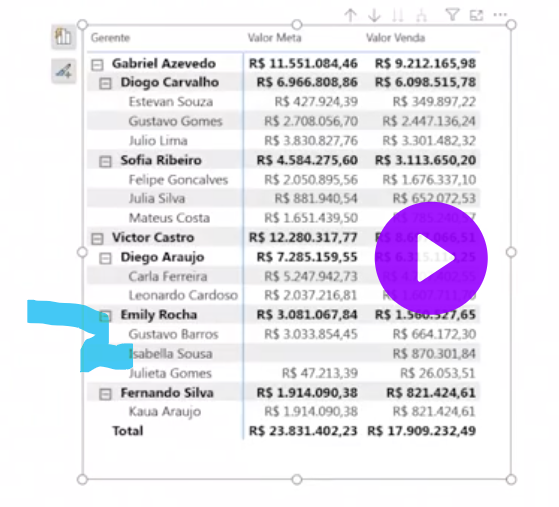 Gerente Valor Meta Valor Venda
Gabriel Azevedo R$ 11.551.084,46 R$ 9.212.165,98
Diogo Carvalho R$ 6.966.808,86 R$ 6.098.515,78
Estevan Souza R$ 427.924,39 R$ 349.897,22
Gustavo Gomes R$ 2.708.056,70 R$ 2.447.136,24
Julio Lima R$ 3.830.827,76 R$ 3.301.482,32
Sofia Ribeiro R$ 4.584.275,60 R$ 3.113.650,20
Felipe Goncalves R$ 2.050.895,56 R$ 1.676.337,10
Julia Silva R$ 881.940,54 R$ 652.072,53
Mateus Costa R$ 1.651.439,50
Victor Castro R$ 12.280.317,77
Diego Araujo R$ 7.285.159,55
Carla Ferreira R$ 5.247.942,73
Leonardo Cardoso R$ 2.037.216,81
Emily Rocha R$ 3.081.067,84 R$ 1.560.527,65
Gustavo Barros R$ 3.033.854,45 R$ 664.172,30
Isabella Sousa R$ 870.301,84
Julieta Gomes R$ 47.213,39 R$ 26.053,51
Fernando Silva R$ 1.914.090,38 R$ 821.424,61
Kaua Araujo R$ 1.914.090,38 R$ 821.424,61
Total R$ 23.831.402,23 R$ 17.909.232,49